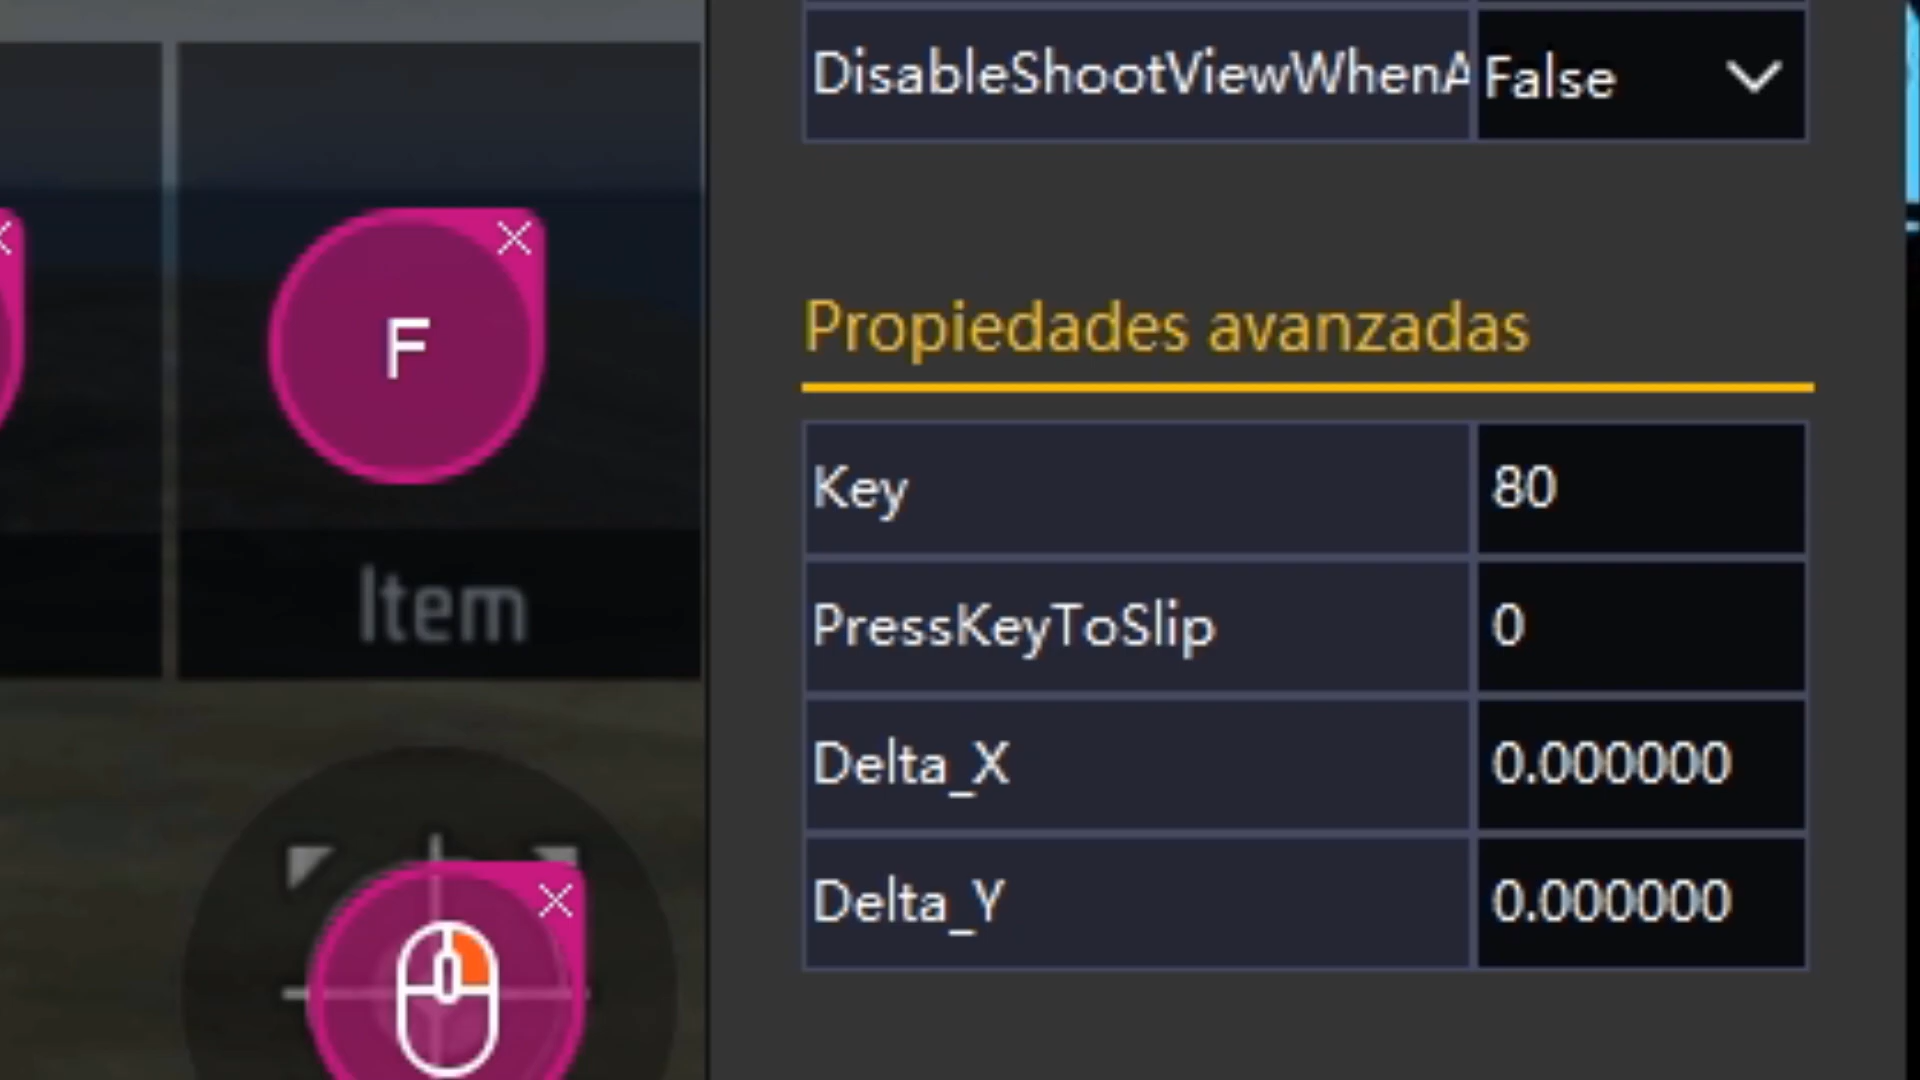 DisableShootViewWhenA
False
F
Item
Propiedades avanzadas
Key 80
PressKeyToSlip 0
Delta_X 0.000000
Delta_Y 0.000000